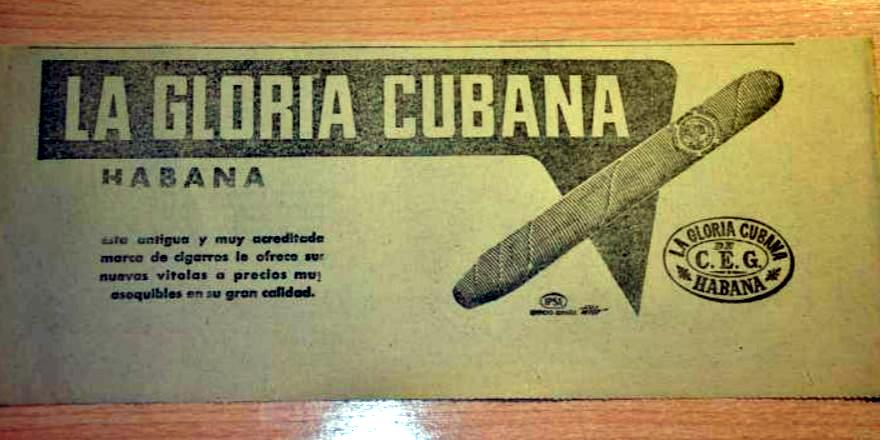 LA GLORIA CUBANA
HABANA
Esta antigua y muy acreditada
marca de cigarros le ofrece sus
nuevas vitolas a precios muy
asequibles en su gran calidad.
IPSA
LA GLORIA CUBANA
DE
C. E. G.
HABANA